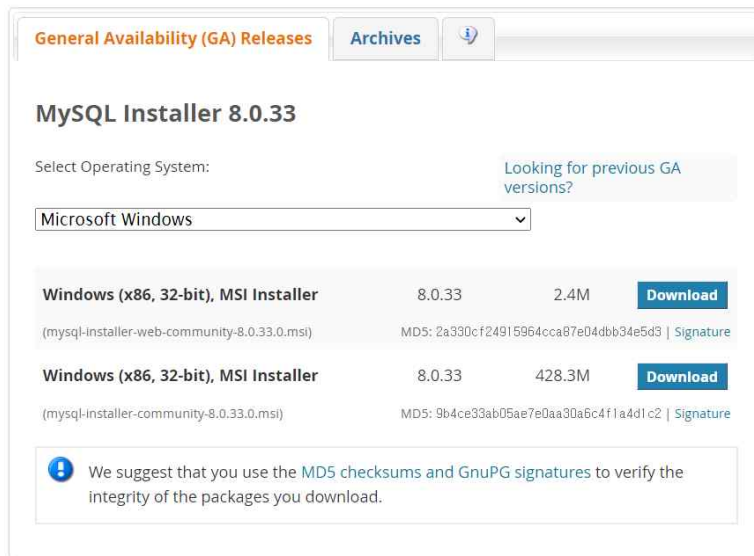 General Availability (GA) Releases
Archives
MySQL Installer 8.0.33
Select Operating System:
Looking for previous GA
versions?
Microsoft Windows
Windows (x86, 32-bit), MSI Installer 8.0.33 2.4M Download
(mysql-installer-web-community-8.0.33.0.msi) MD5: 2a330cf24915964cca87e04dbb34e5d3 | Signature
Windows (x86, 32-bit), MSI Installer 8.0.33 428.3M Download
(mysql-installer-community-8.0.33.0.msi) MD5: 9b4ce33ab05ae7e0aa30a6c4f1a4d1c2 | Signature
We suggest that you use the MD5 checksums and GnuPG signatures to verify the
integrity of the packages you download.